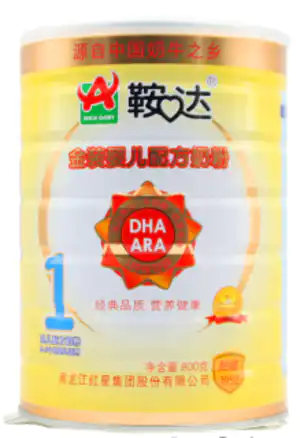 源自中国奶牛之乡
鞍达®
金装婴儿配方奶粉
DHA
ARA
经典品质 营养健康
1
净含量 800克
黑龙江红星集团股份有限公司